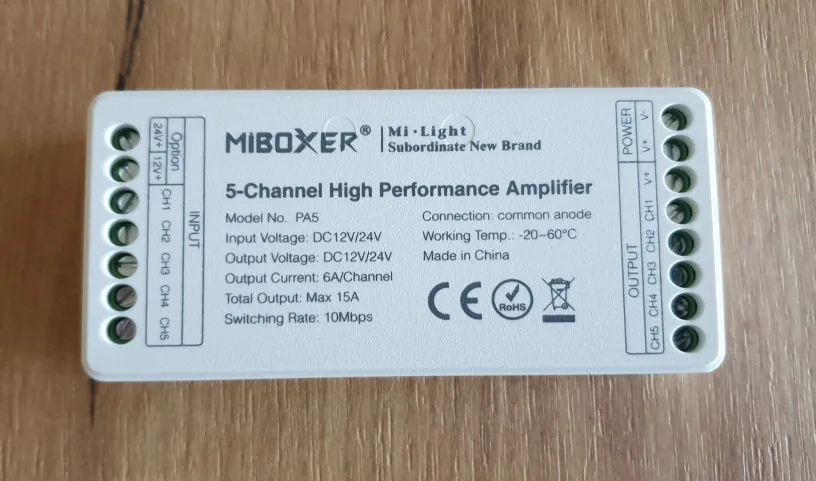 Option
24V+
12V+
INPUT
CH1
CH2
CH3
CH4
CH5
MiBOXER®
Mi·Light
Subordinate New Brand
5-Channel High Performance Amplifier
Model No. PA5
Input Voltage: DC12V/24V
Output Voltage: DC12V/24V
Output Current: 6A/Channel
Total Output: Max 15A
Switching Rate: 10Mbps
Connection: common anode
Working Temp.: -20~60°C
Made in China
CE
RoHS
POWER
V-
V+
OUTPUT
V+
CH1
CH2
CH3
CH4
CH5